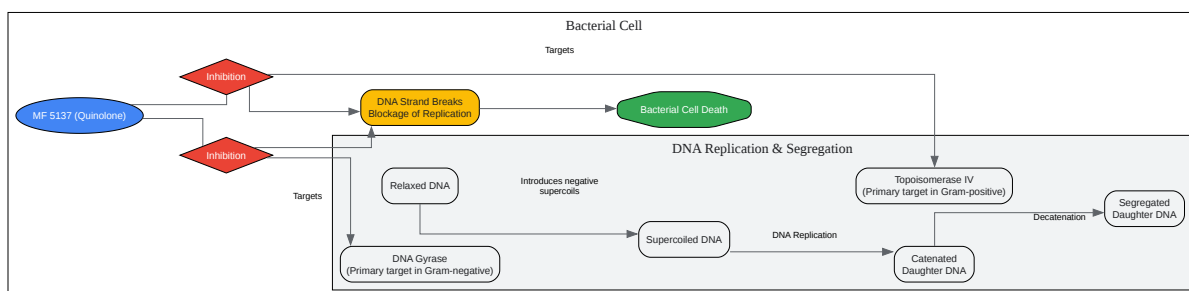 Bacterial Cell
Targets
Inhibition
DNA Strand Breaks
Blockage of Replication
Bacterial Cell Death
MF 5137 (Quinolone)
Inhibition
DNA Replication & Segregation
Targets
Relaxed DNA
Introduces negative
supercoils
Topoisomerase IV
(Primary target in Gram-positive)
Segregated
Daughter DNA
Decatenation
Supercoiled DNA
DNA Replication
DNA Gyrase
(Primary target in Gram-negative)
Catenated
Daughter DNA